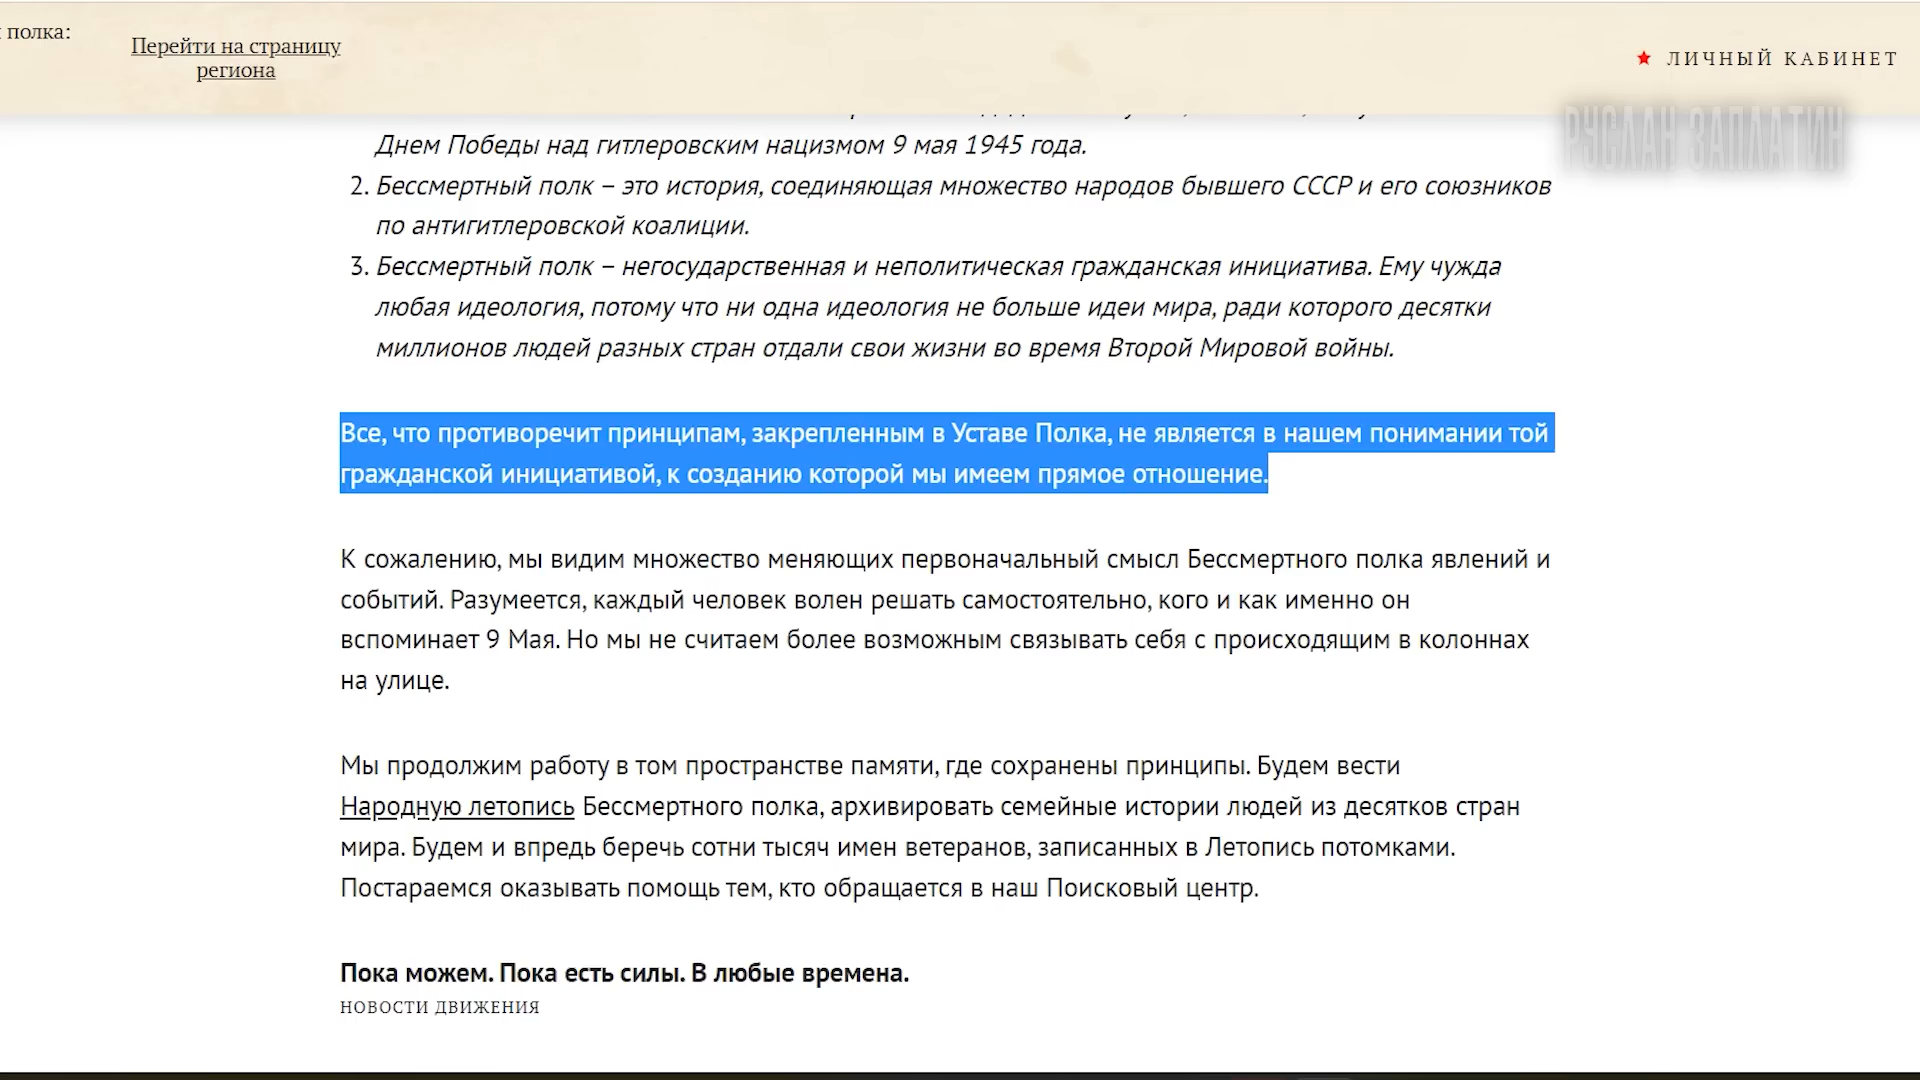 полка:
Перейти на страницу
региона
ЛИЧНЫЙ КАБИНЕТ
РУСЛАН ЗАПЛАТИН
Днем Победы над гитлеровским нацизмом 9 мая 1945 года.
2. Бессмертный полк – это история, соединяющая множество народов бывшего СССР и его союзников
по антигитлеровской коалиции.
3. Бессмертный полк – негосударственная и неполитическая гражданская инициатива. Ему чужда
любая идеология, потому что ни одна идеология не больше идеи мира, ради которого десятки
миллионов людей разных стран отдали свои жизни во время Второй Мировой войны.
Все, что противоречит принципам, закрепленным в Уставе Полка, не является в нашем понимании той
гражданской инициативой, к созданию которой мы имеем прямое отношение.
К сожалению, мы видим множество меняющих первоначальный смысл Бессмертного полка явлений и
событий. Разумеется, каждый человек волен решать самостоятельно, кого и как именно он
вспоминает 9 Мая. Но мы не считаем более возможным связывать себя с происходящим в колоннах
на улице.
Мы продолжим работу в том пространстве памяти, где сохранены принципы. Будем вести
Народную летопись Бессмертного полка, архивировать семейные истории людей из десятков стран
мира. Будем и впредь беречь сотни тысяч имен ветеранов, записанных в Летопись потомками.
Постараемся оказывать помощь тем, кто обращается в наш Поисковый центр.
Пока можем. Пока есть силы. В любые времена.
НОВОСТИ ДВИЖЕНИЯ